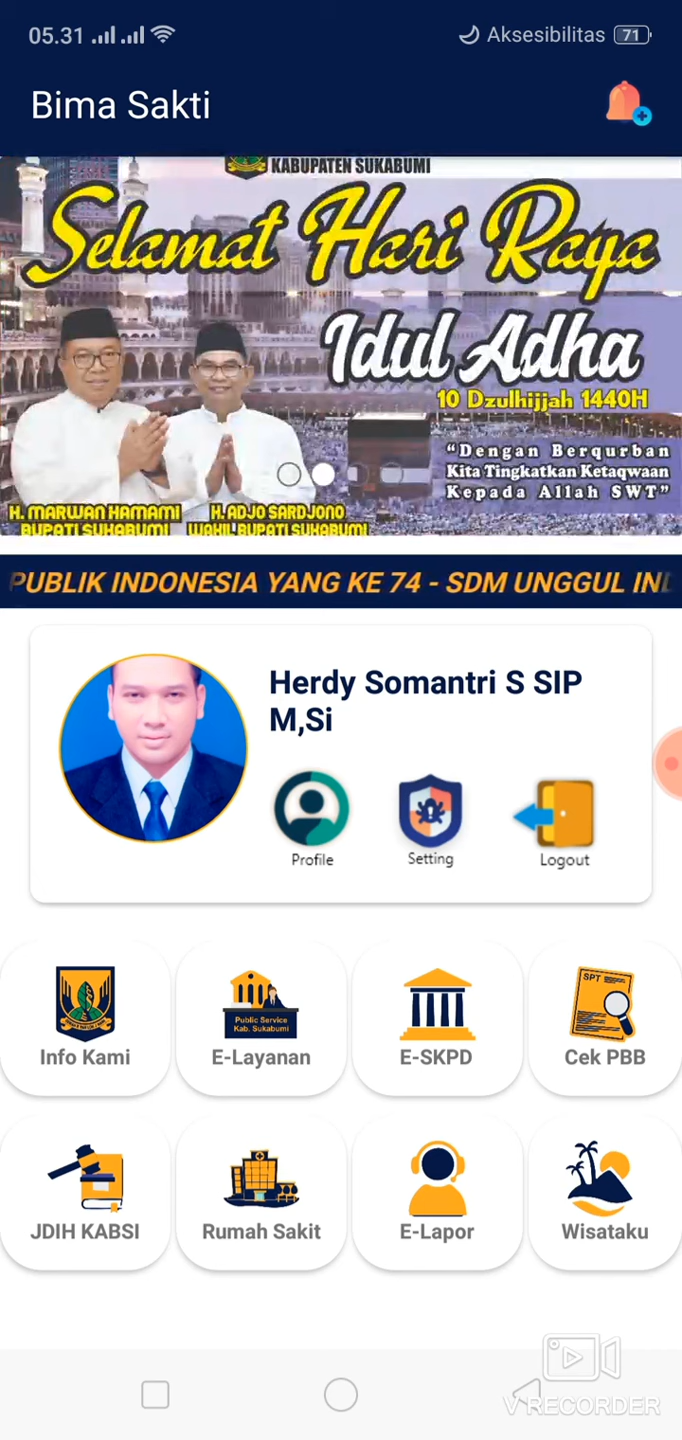 05.31
Aksesibilitas 71
Bima Sakti
KABUPATEN SUKABUMI
Selamat Hari Raya
Idul Adha
10 Dzulhijjah 1440H
“Dengan Berqurban
Kita Tingkatkan Ketaqwaan
Kepada Allah SWT”
H. MARWAN HAMAMI
BUPATI SUKABUMI
H. ADJO SARDJONO
WAKIL BUPATI SUKABUMI
PUBLIK INDONESIA YANG KE 74 - SDM UNGGUL IND
Herdy Somantri S SIP
M,Si
Profile
Setting
Logout
Info Kami
Public Service
Kab. Sukabumi
E-Layanan
E-SKPD
SPT
Cek PBB
JDIH KABSI
Rumah Sakit
E-Lapor
Wisataku
V RECORDER